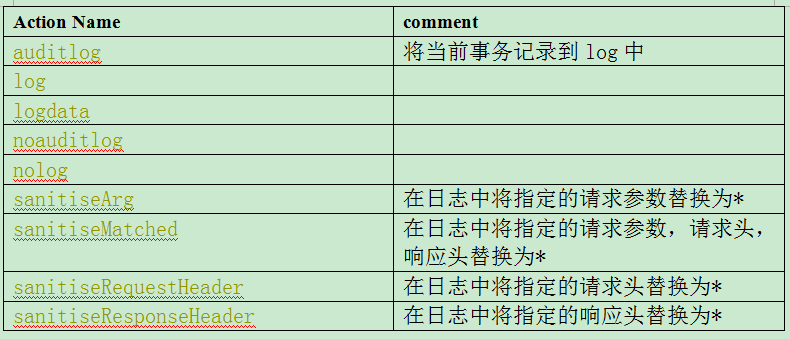 Action Name comment
auditlog 将当前事务记录到 log 中
log
logdata
noauditlog
nolog
sanitiseArg 在日志中将指定的请求参数替换为*
sanitiseMatched 在日志中将指定的请求参数，请求头，
响应头替换为*
sanitiseRequestHeader 在日志中将指定的请求头替换为*
sanitiseResponseHeader 在日志中将指定的响应头替换为*